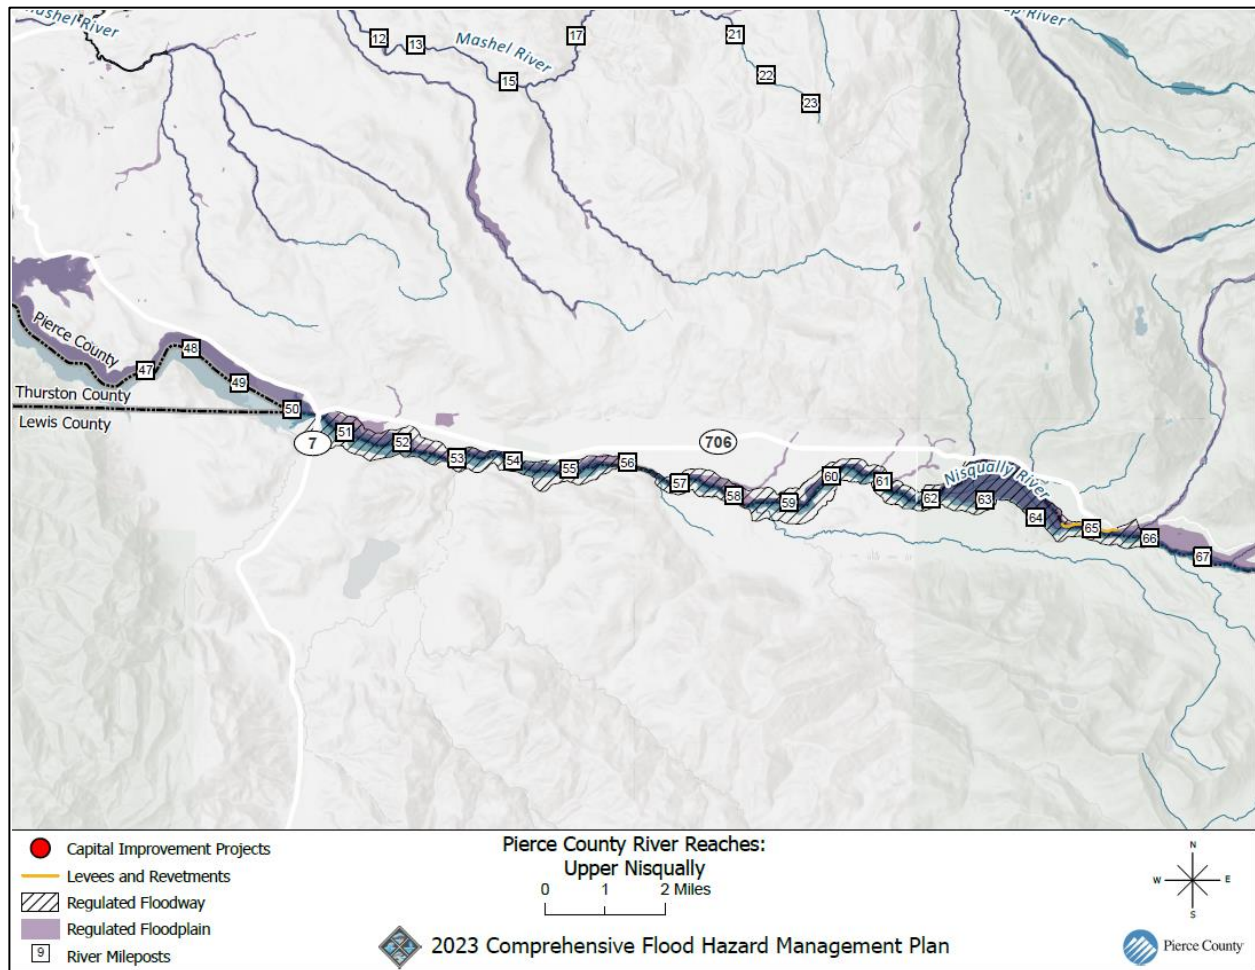 Mashel River
er River
12
13
Mashel River
15
17
21
22
23
Pierce County
47
48
49
50
Thurston County
Lewis County
7
51
52
53
54
55
56
706
57
58
59
60
61
62
Nisqually River
63
64
65
66
67
Capital Improvement Projects
Levees and Revetments
Regulated Floodway
Regulated Floodplain
9 River Mileposts
Pierce County River Reaches:
Upper Nisqually
0 1 2 Miles
2023 Comprehensive Flood Hazard Management Plan
N
W E
S
Pierce County